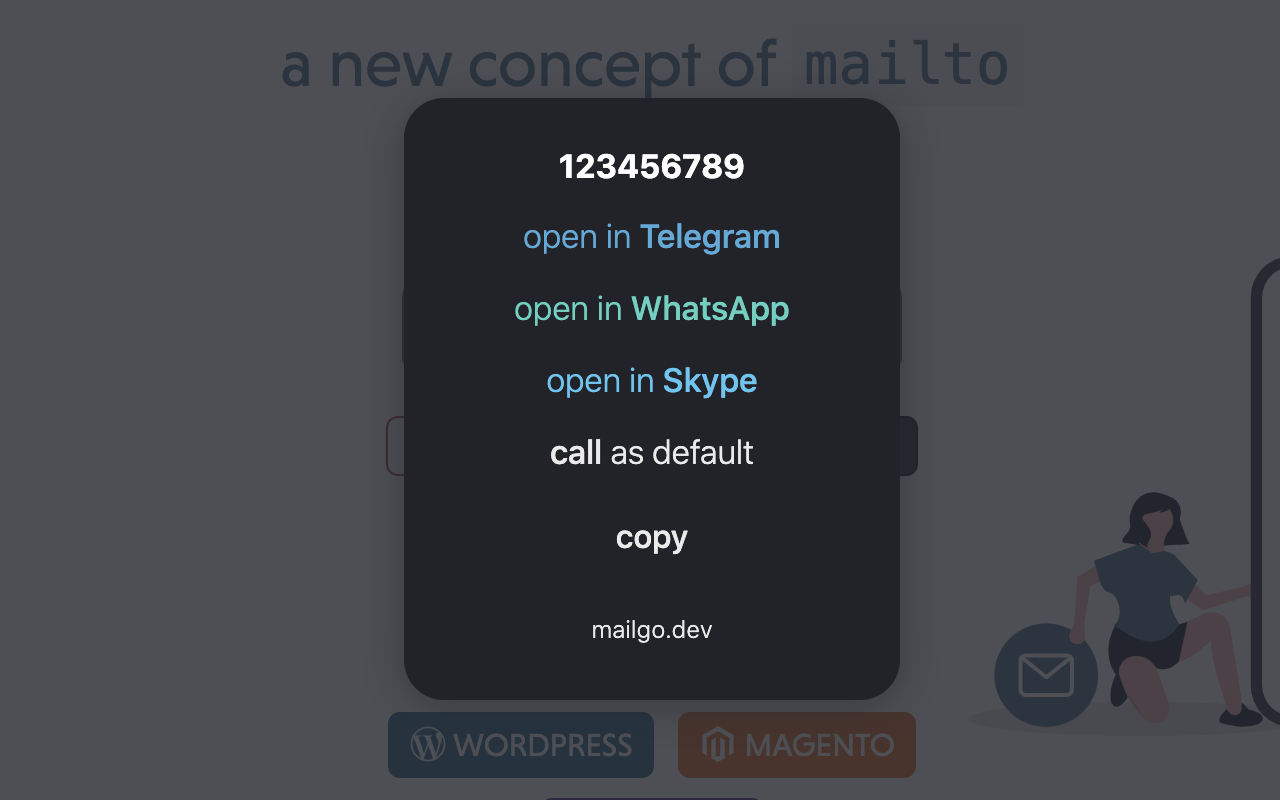 a new concept of mailto
123456789
open in Telegram
open in WhatsApp
open in Skype
call as default
copy
mailgo.dev
WORDPRESS
MAGENTO